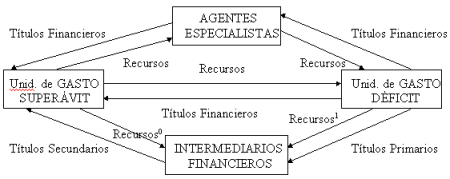 AGENTES
ESPECIALISTAS
Títulos Financieros
Títulos Financieros
Recursos
Recursos
Recursos
Unid. de GASTO
SUPERÁVIT
Unid. de GASTO
DÉFICIT
Títulos Financieros
Recursos0
Recursos1
Títulos Secundarios
INTERMEDIARIOS
FINANCIEROS
Títulos Primarios